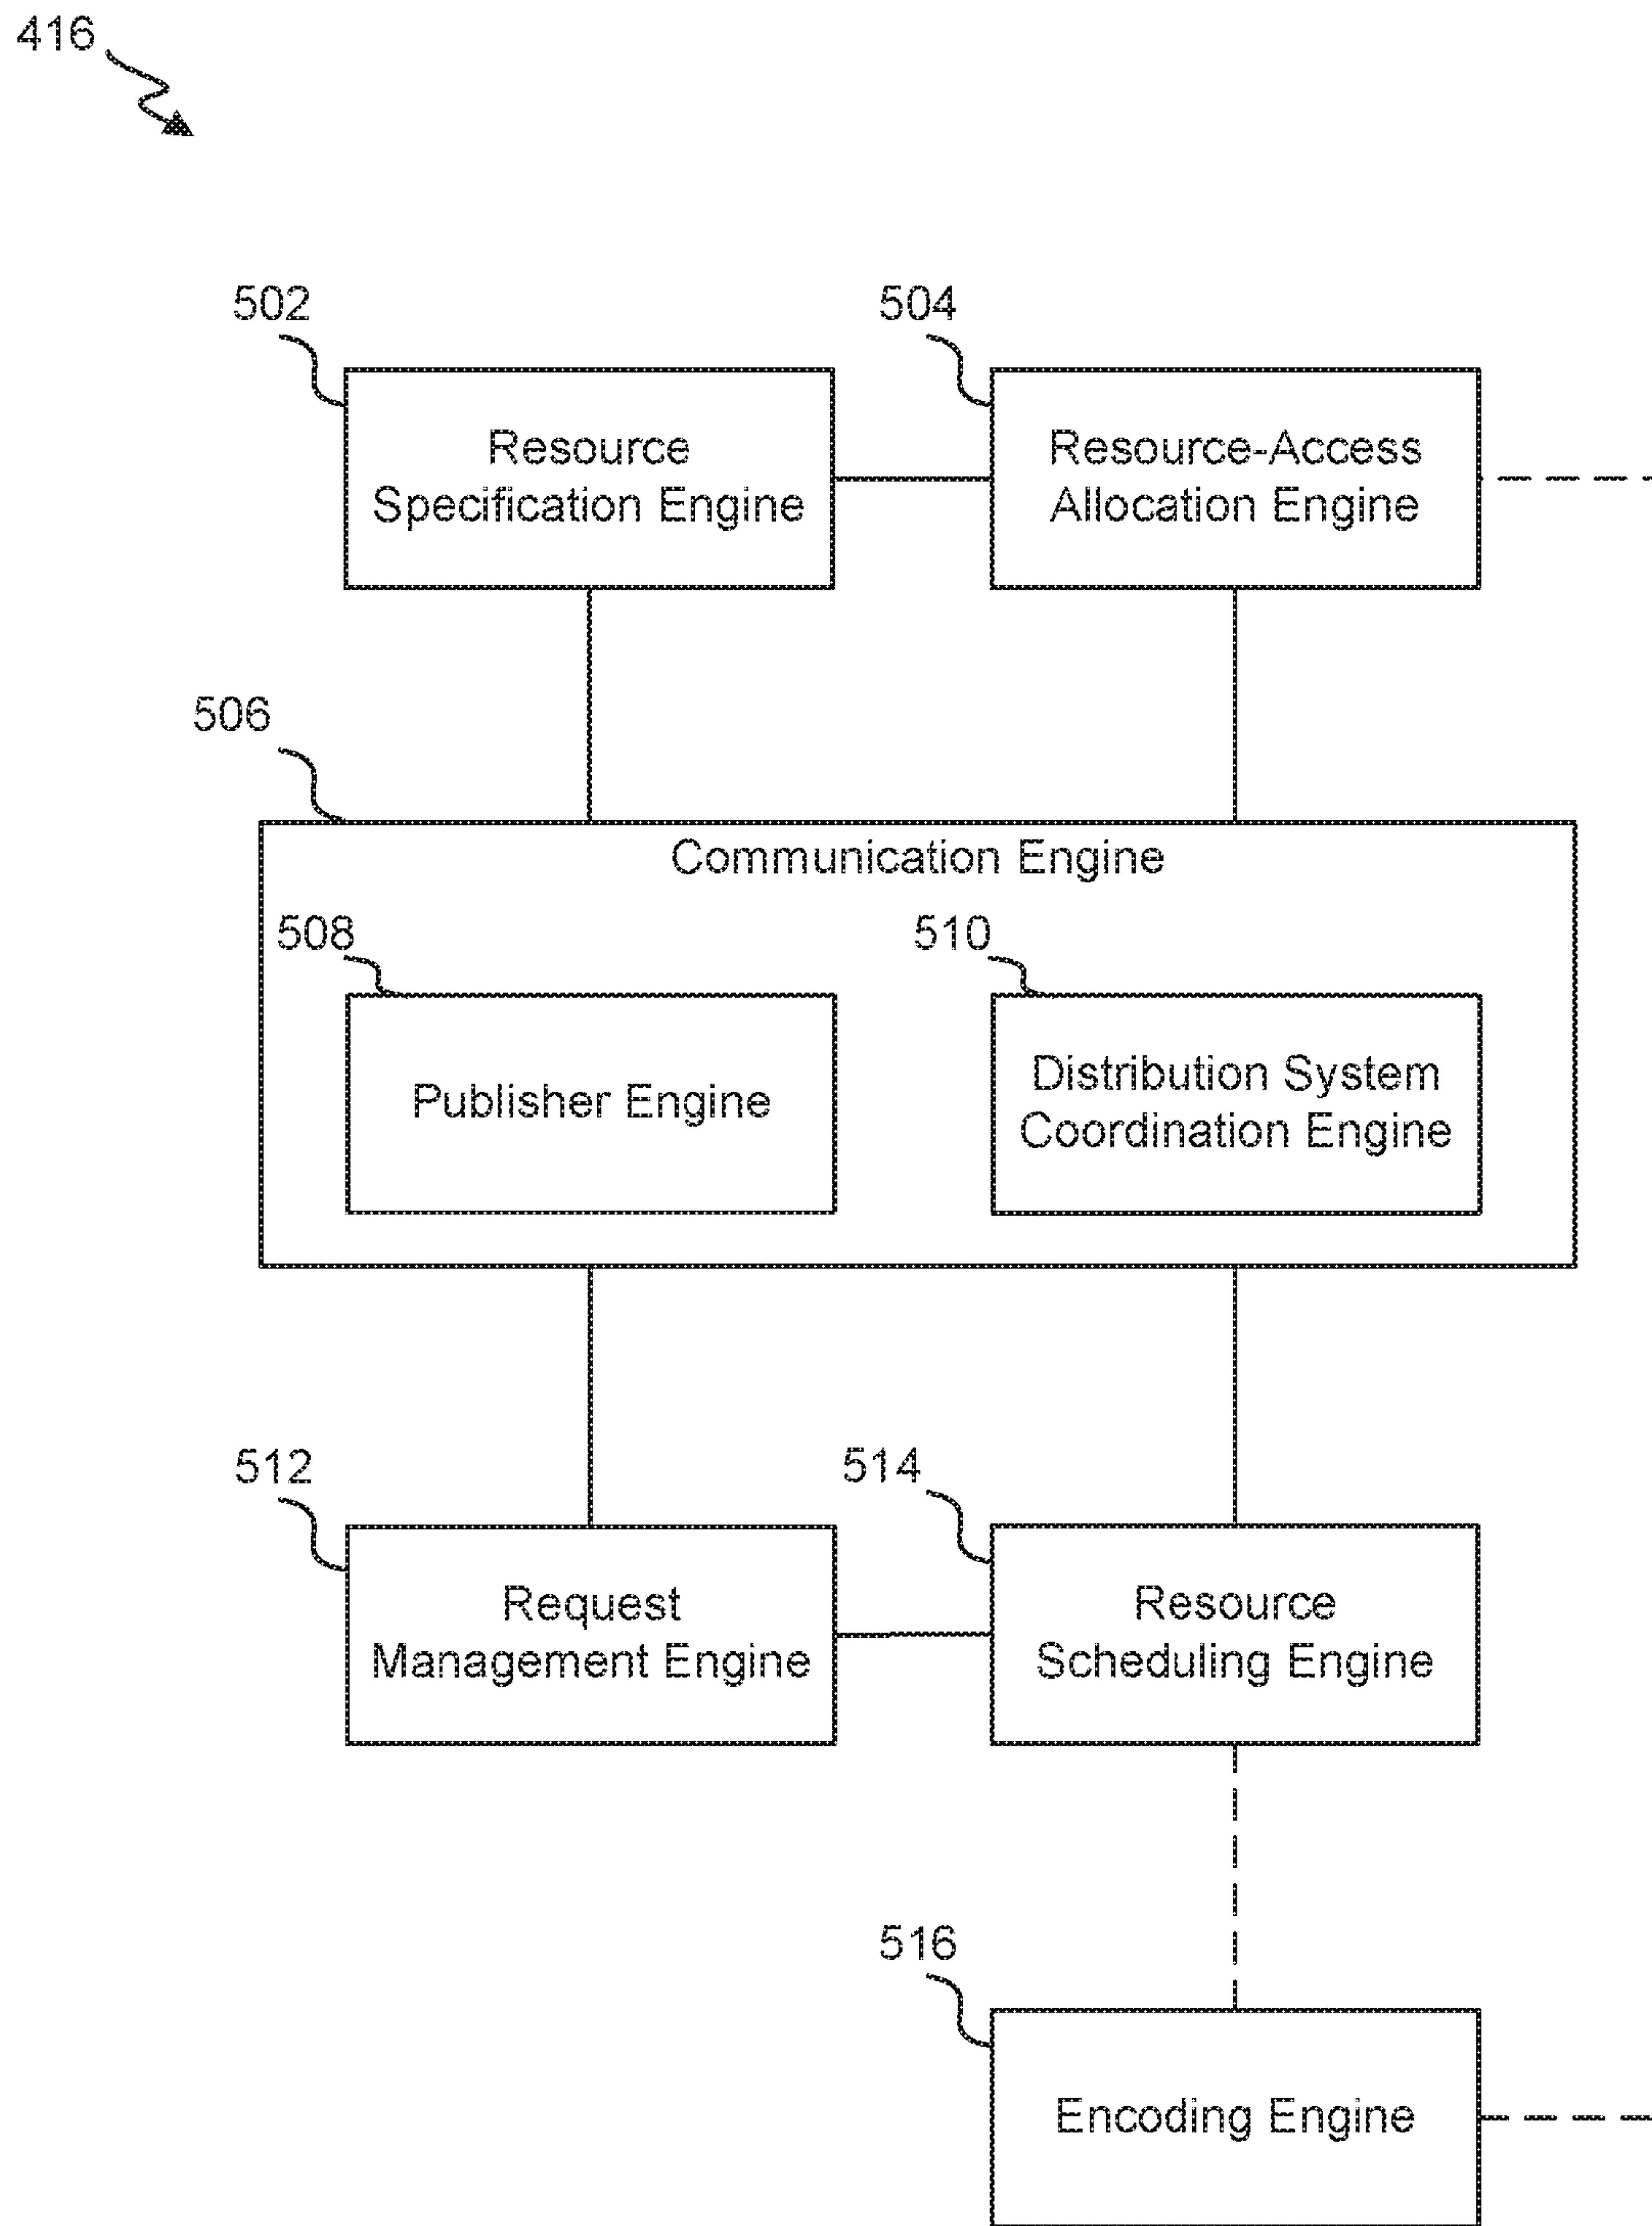 416
502
504
Resource
Specification Engine
Resource-Access
Allocation Engine
506
Communication Engine
508
510
Publisher Engine
Distribution System
Coordination Engine
512
514
Request
Management Engine
Resource
Scheduling Engine
516
Encoding Engine